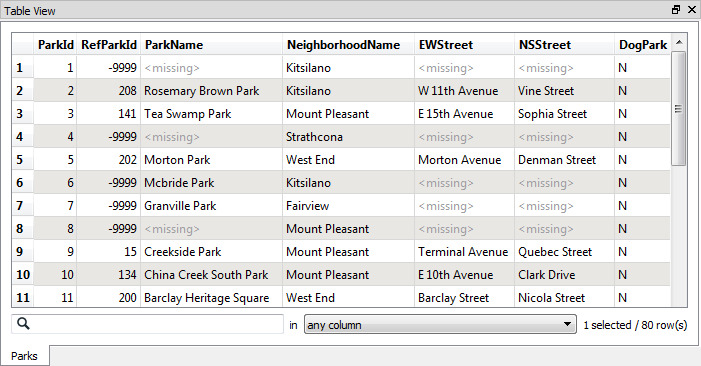 Table View
ParkId RefParkId ParkName NeighborhoodName EWStreet NSStreet DogPark
1 1 -9999 <missing> Kitsilano <missing> <missing> N
2 2 208 Rosemary Brown Park Kitsilano W 11th Avenue Vine Street N
3 3 141 Tea Swamp Park Mount Pleasant E 15th Avenue Sophia Street N
4 4 -9999 <missing> Strathcona <missing> <missing> N
5 5 202 Morton Park West End Morton Avenue Denman Street N
6 6 -9999 Mcbride Park Kitsilano <missing> <missing> N
7 7 -9999 Granville Park Fairview <missing> <missing> N
8 8 -9999 <missing> Mount Pleasant <missing> <missing> N
9 9 15 Creekside Park Mount Pleasant Terminal Avenue Quebec Street N
10 10 134 China Creek South Park Mount Pleasant E 10th Avenue Clark Drive N
11 11 200 Barclay Heritage Square West End Barclay Street Nicola Street N
in any column 1 selected / 80 row(s)
Parks